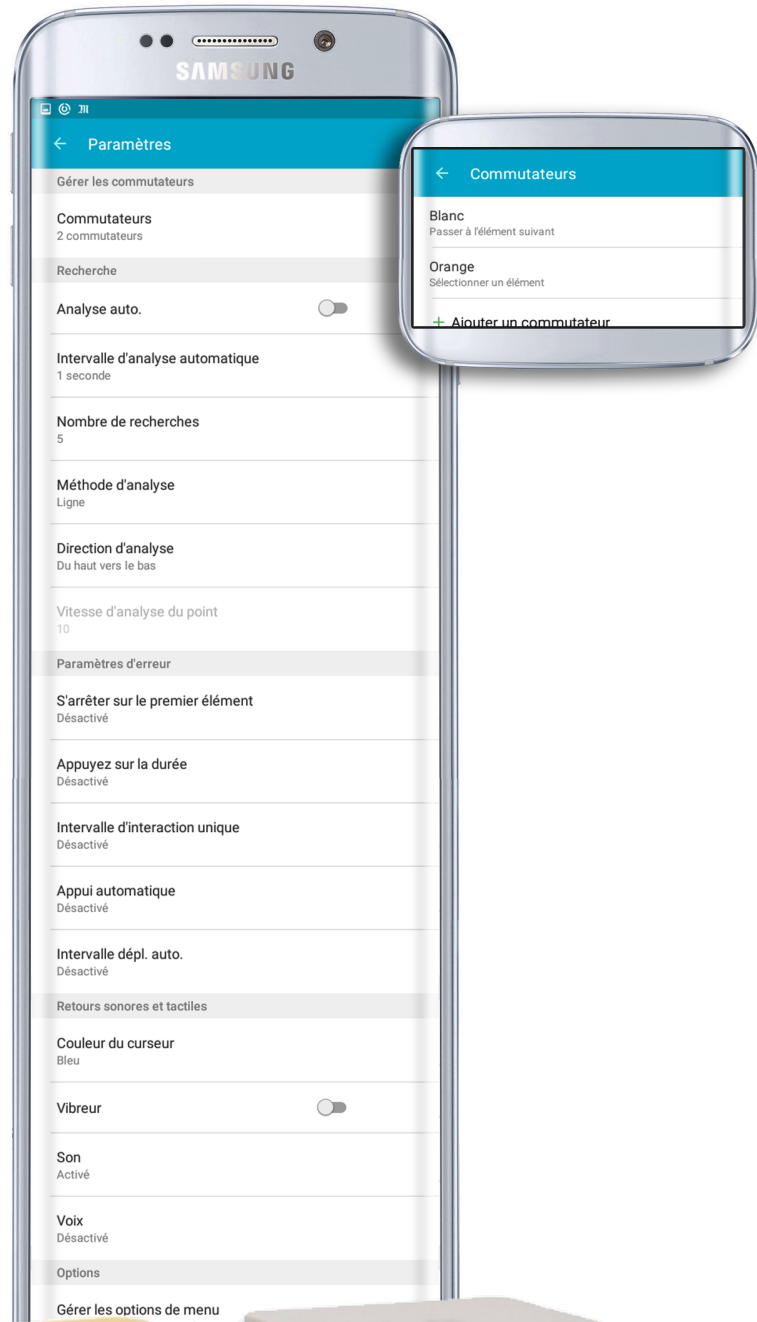 SAMSUNG
Paramètres
Gérer les commutateurs
Commutateurs
2 commutateurs
Recherche
Analyse auto.
Intervalle d'analyse automatique
1 seconde
Nombre de recherches
5
Méthode d'analyse
Ligne
Direction d'analyse
Du haut vers le bas
Vitesse d'analyse du point
10
Paramètres d'erreur
S'arrêter sur le premier élément
Désactivé
Appuyez sur la durée
Désactivé
Intervalle d'interaction unique
Désactivé
Appui automatique
Désactivé
Intervalle dépl. auto.
Désactivé
Retours sonores et tactiles
Couleur du curseur
Bleu
Vibreur
Son
Activé
Voix
Désactivé
Options
Gérer les options de menu
Commutateurs
Blanc
Passer à l'élément suivant
Orange
Sélectionner un élément
+ Ajouter un commutateur